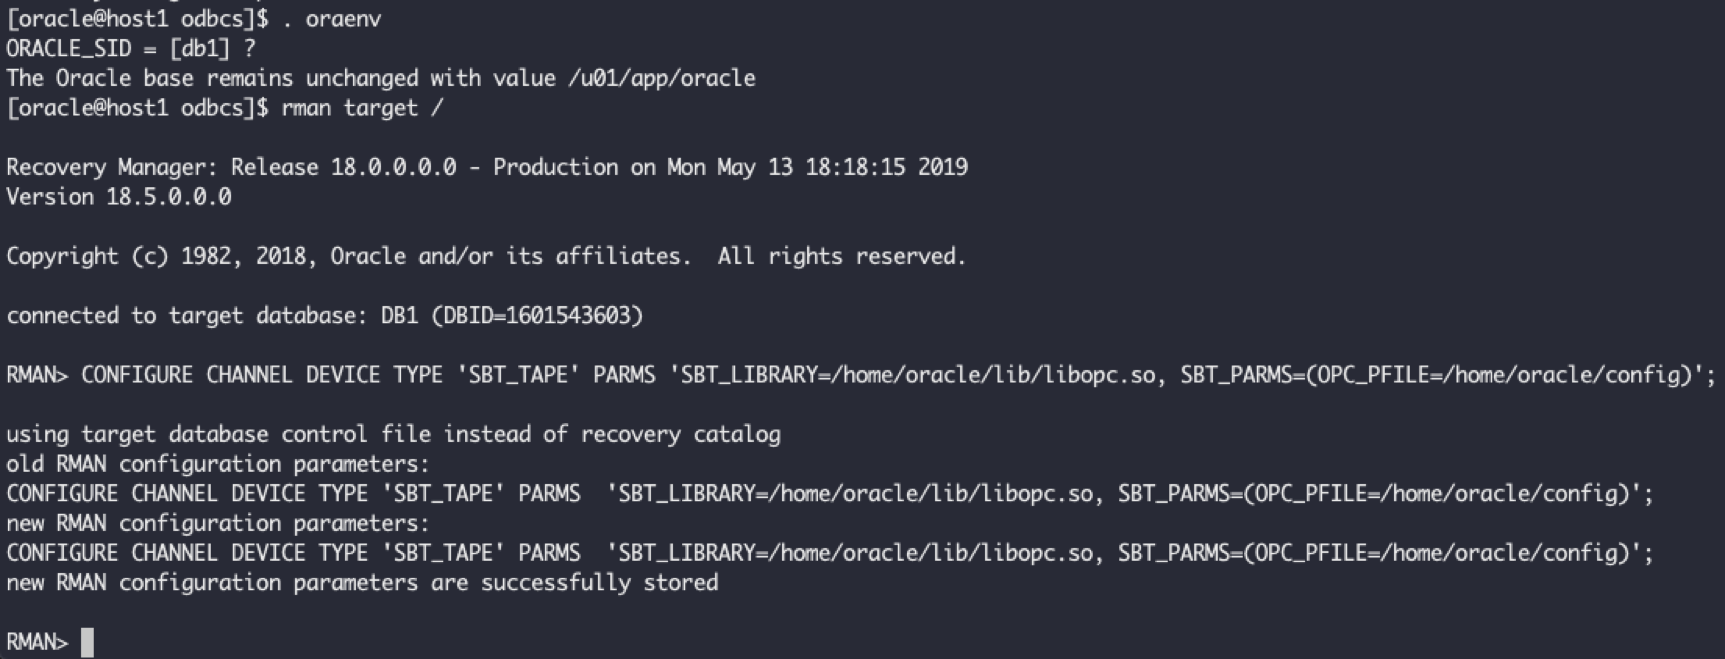 [oracle@host1 odbcs]$ . oraenv
ORACLE_SID = [db1] ?
The Oracle base remains unchanged with value /u01/app/oracle
[oracle@host1 odbcs]$ rman target /
Recovery Manager: Release 18.0.0.0.0 - Production on Mon May 13 18:18:15 2019
Version 18.5.0.0.0
Copyright (c) 1982, 2018, Oracle and/or its affiliates.  All rights reserved.
connected to target database: DB1 (DBID=1601543603)
RMAN> CONFIGURE CHANNEL DEVICE TYPE 'SBT_TAPE' PARMS 'SBT_LIBRARY=/home/oracle/lib/libopc.so, SBT_PARMS=(OPC_PFILE=/home/oracle/config)';
using target database control file instead of recovery catalog
old RMAN configuration parameters:
CONFIGURE CHANNEL DEVICE TYPE 'SBT_TAPE' PARMS  'SBT_LIBRARY=/home/oracle/lib/libopc.so, SBT_PARMS=(OPC_PFILE=/home/oracle/config)';
new RMAN configuration parameters:
CONFIGURE CHANNEL DEVICE TYPE 'SBT_TAPE' PARMS  'SBT_LIBRARY=/home/oracle/lib/libopc.so, SBT_PARMS=(OPC_PFILE=/home/oracle/config)';
new RMAN configuration parameters are successfully stored
RMAN>